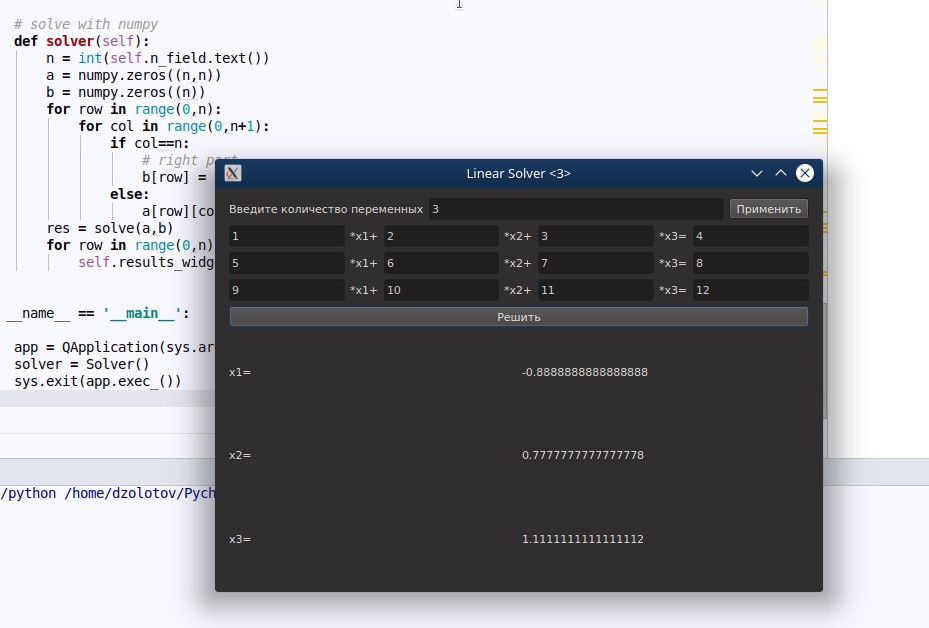 # solve with numpy
def solver(self):
n = int(self.n_field.text())
a = numpy.zeros((n,n))
b = numpy.zeros((n))
for row in range(0,n):
for col in range(0,n+1):
if col==n:
# right part
b[row] =
else:
a[row][co
res = solve(a,b)
for row in range(0,n)
self.results_widg
__name__ == '__main__':
app = QApplication(sys.ar
solver = Solver()
sys.exit(app.exec_())
/python /home/dzolotov/Pych
Linear Solver <3>
Введите количество переменных 3 Применить
1 *x1+ 2 *x2+ 3 *x3= 4
5 *x1+ 6 *x2+ 7 *x3= 8
9 *x1+ 10 *x2+ 11 *x3= 12
Решить
x1= -0.8888888888888888
x2= 0.7777777777777778
x3= 1.1111111111111112